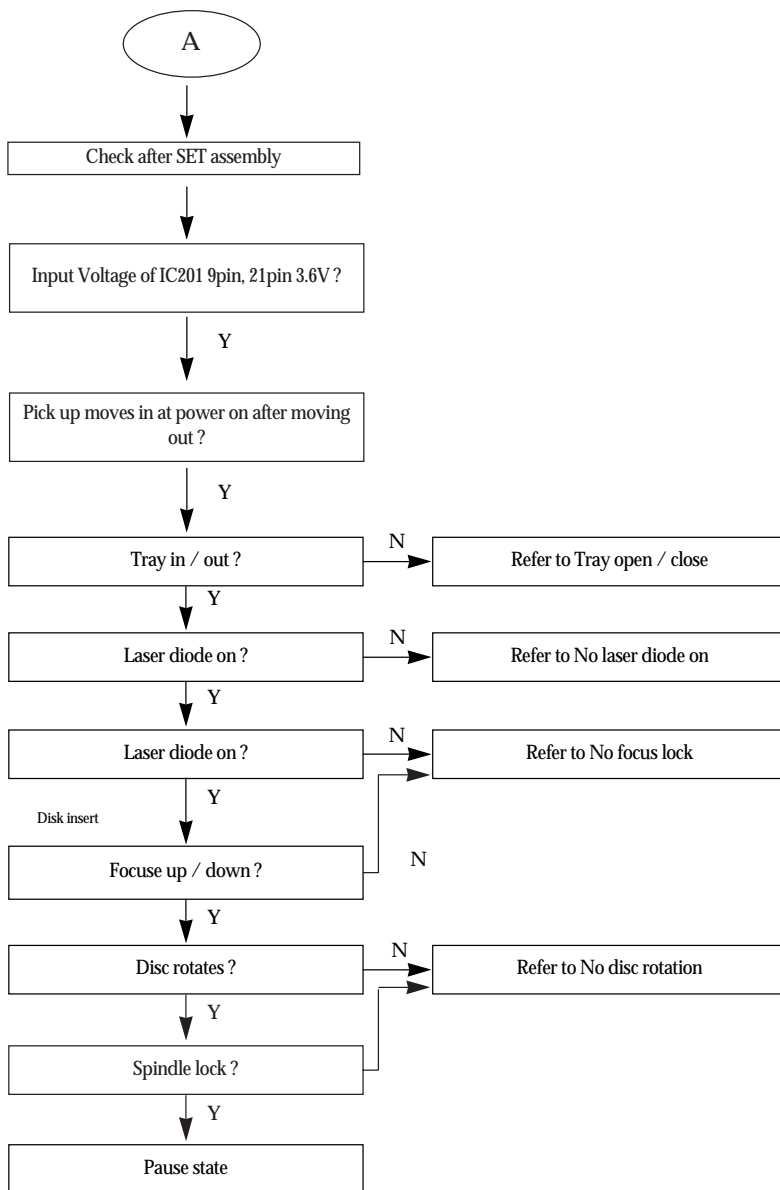 A
Check after SET assembly
Input Voltage of IC201 9pin, 21pin 3.6V ?
Y
Pick up moves in at power on after moving
out ?
Y
Tray in / out ?
N
Refer to Tray open / close
Y
Laser diode on ?
N
Refer to No laser diode on
Y
Laser diode on ?
N
Refer to No focus lock
Y
Disk insert
Focuse up / down ?
N
Y
Disc rotates ?
N
Refer to No disc rotation
Y
Spindle lock ?
Y
Pause state